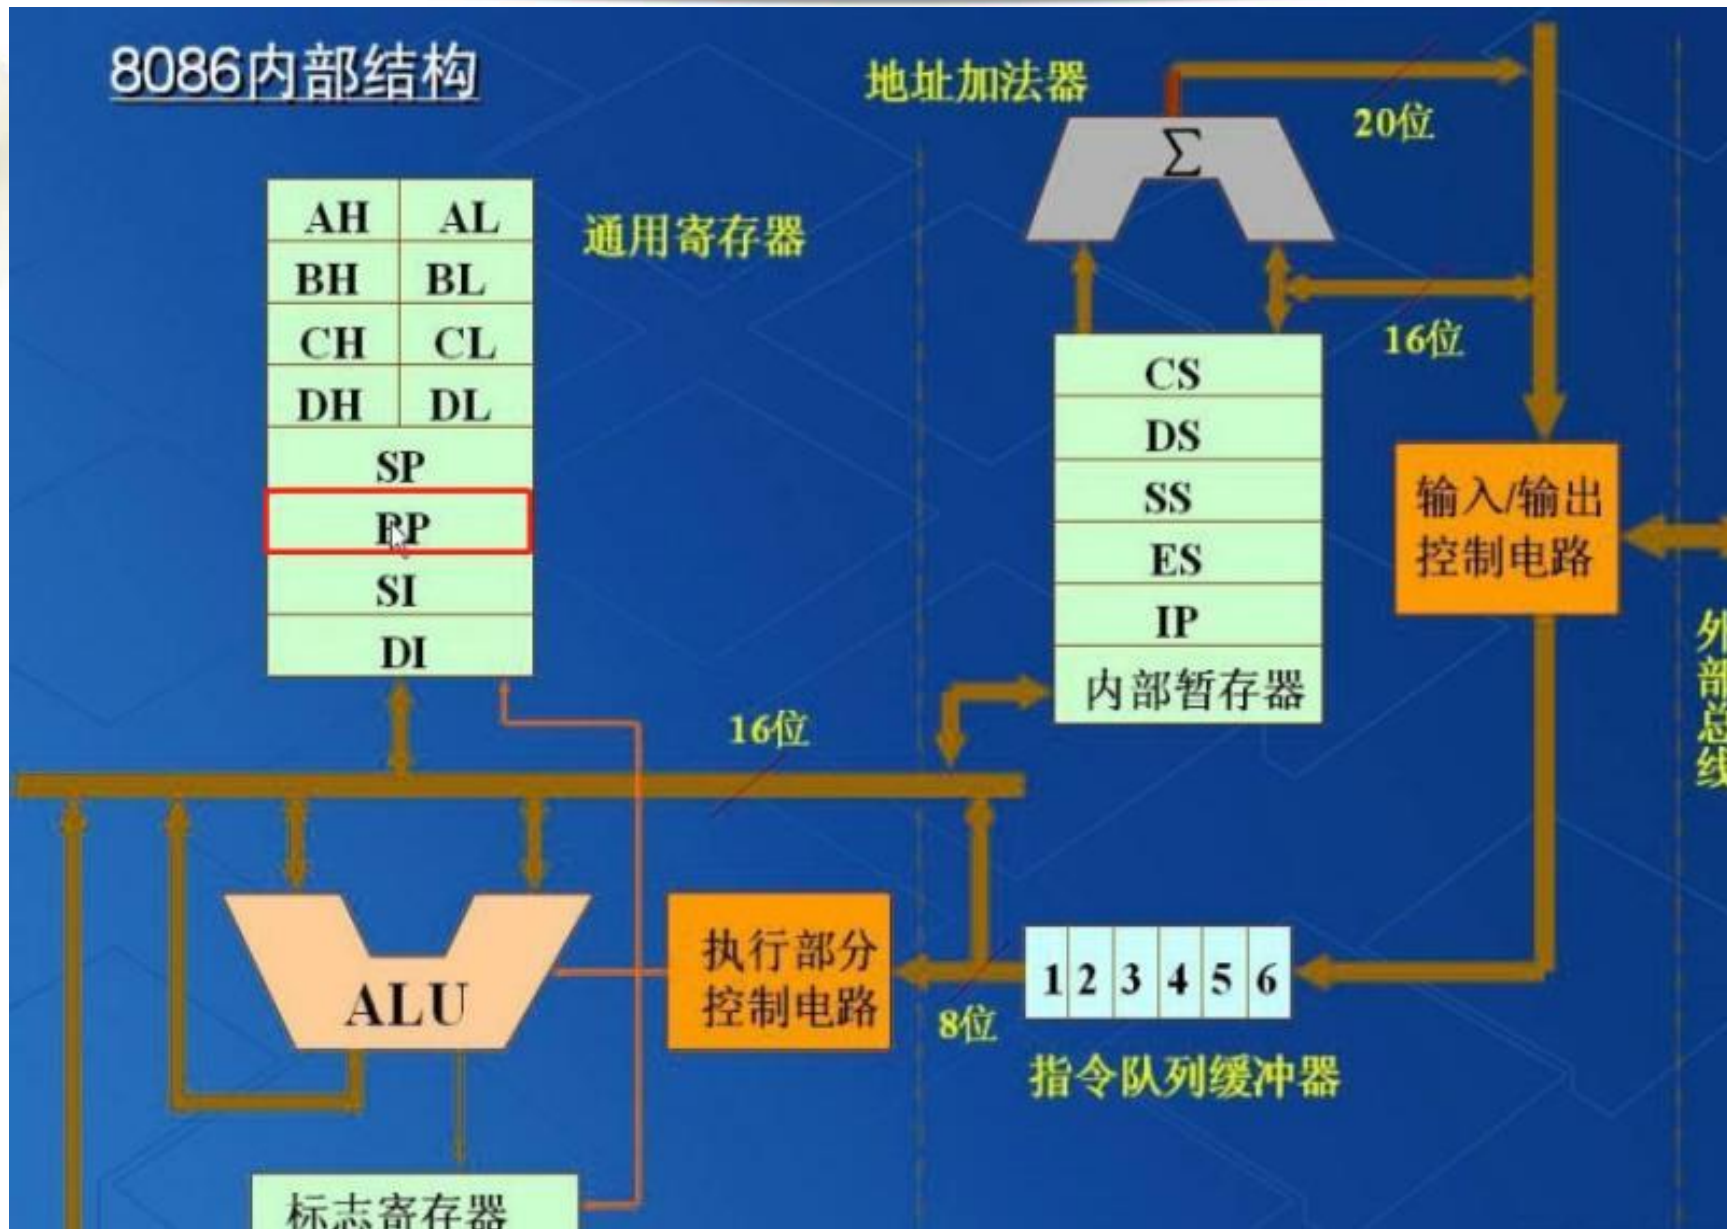 8086内部结构
地址加法器
Σ
20位
AH AL
通用寄存器
BH BL
CH CL
DH DL
16位
CS
DS
SP
SS
输入/输出
控制电路
BP
ES
SI
IP
DI
内部暂存器
外
部
总
线
16位
ALU
执行部分
控制电路
1 2 3 4 5 6
8位
指令队列缓冲器
标志寄存器